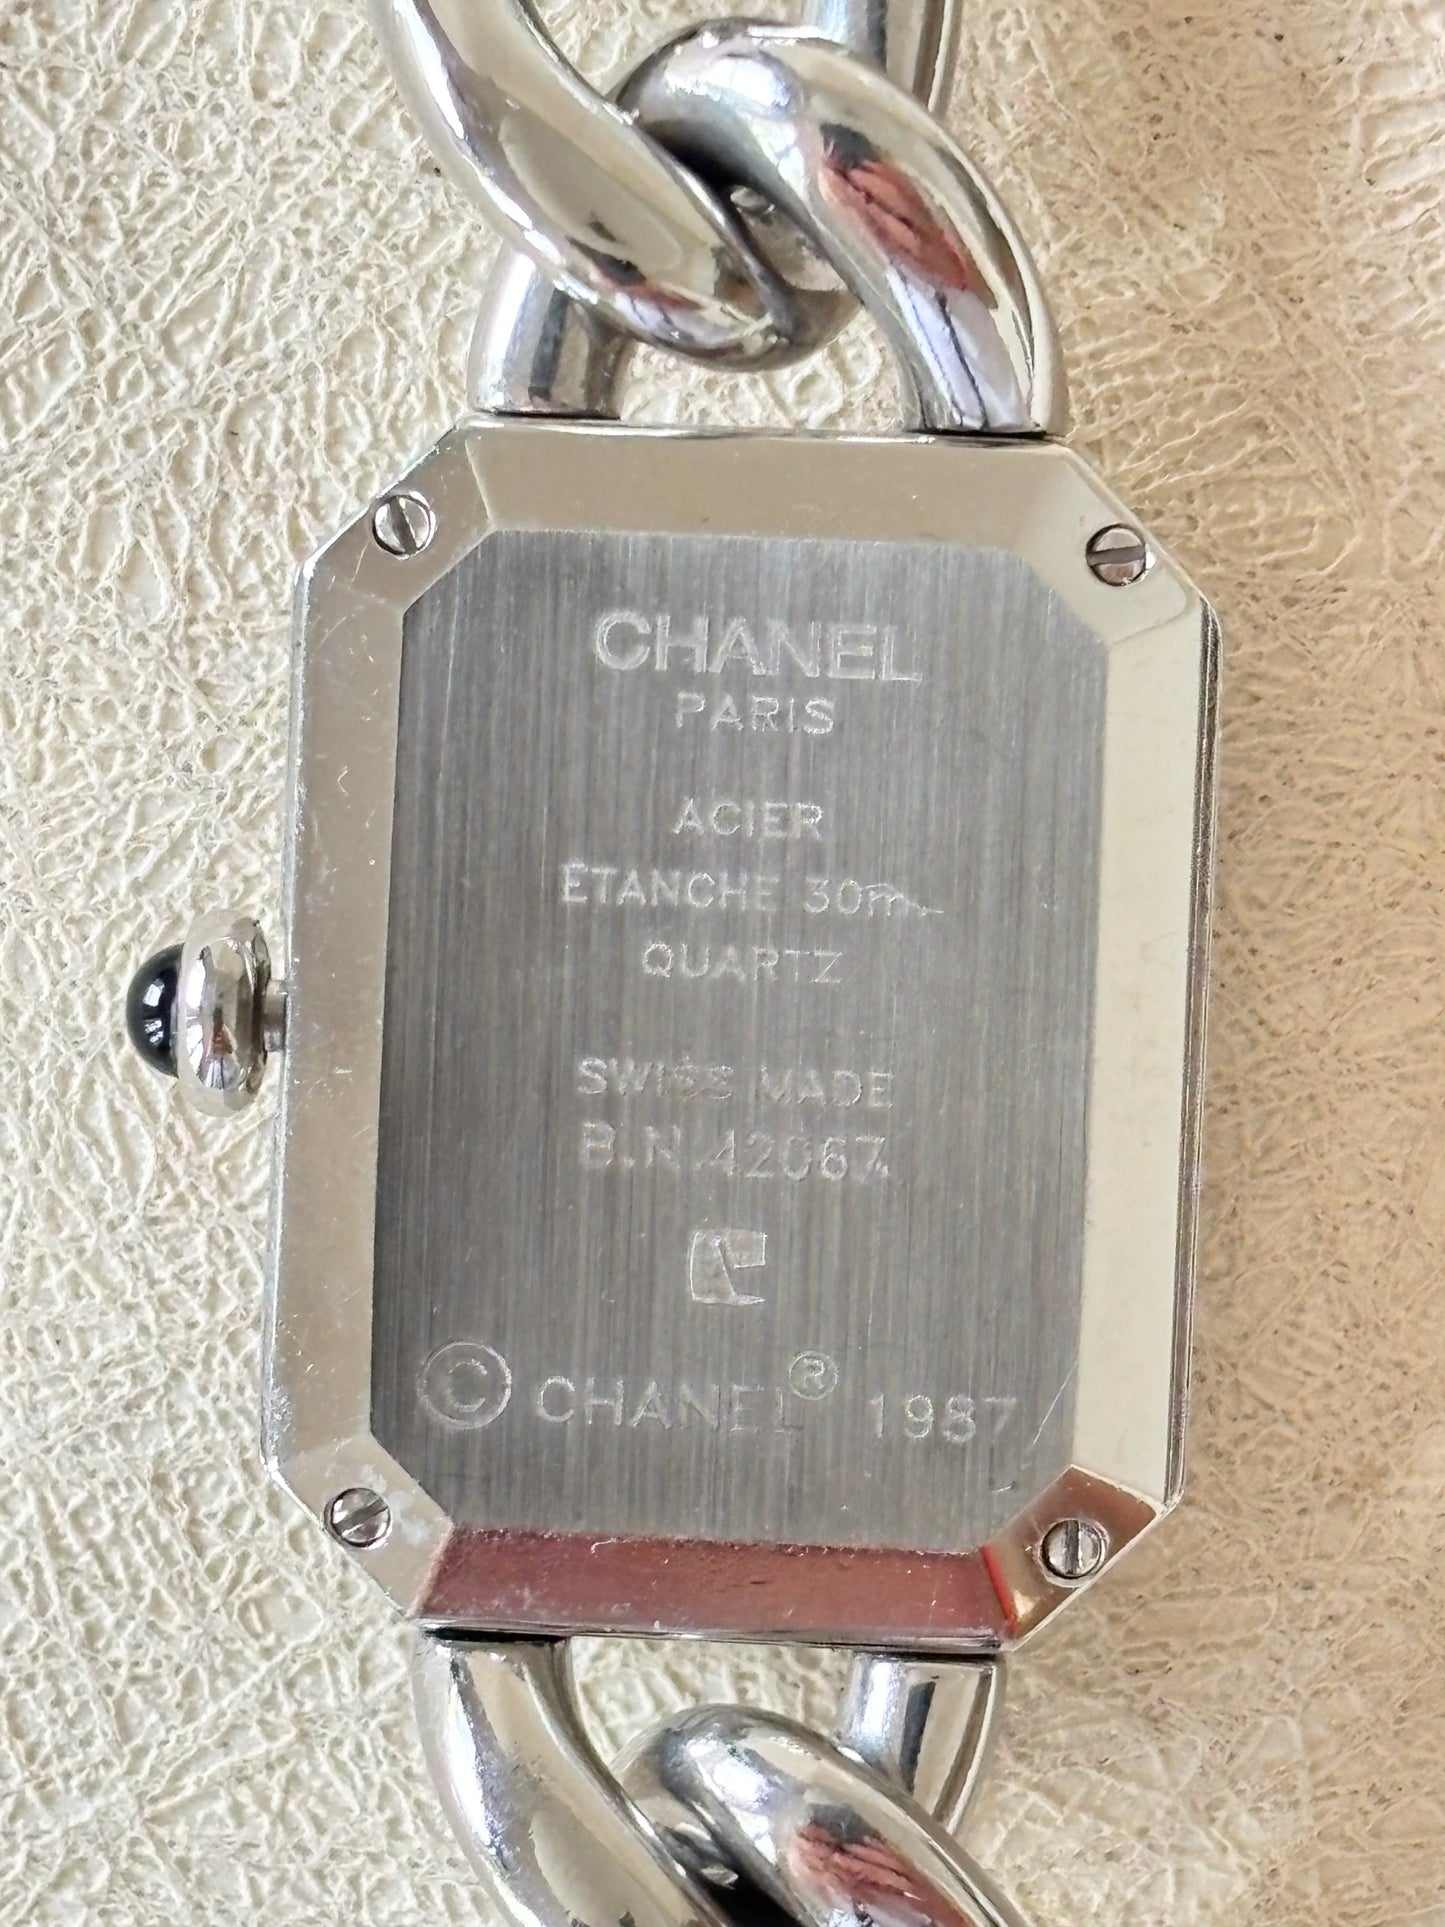 CHANEL
PARIS
ACIER
ETANCHE 30m.
QUARTZ
SWISS MADE
B.N.42067.
© CHANEL® 1987